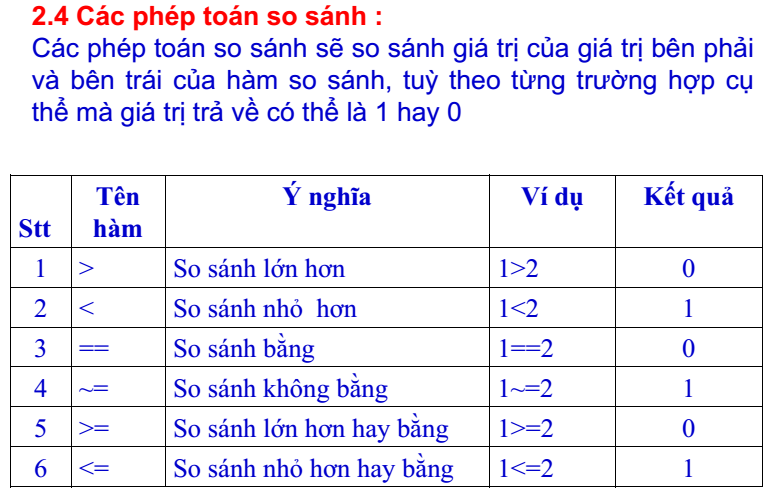 2.4 Các phép toán so sánh :
Các phép toán so sánh sẽ so sánh giá trị của giá trị bên phải
và bên trái của hàm so sánh, tuỳ theo từng trường hợp cụ
thể mà giá trị trả về có thể là 1 hay 0
Stt Tên hàm Ý nghĩa Ví dụ Kết quả
1 > So sánh lớn hơn 1>2 0
2 < So sánh nhỏ hơn 1<2 1
3 == So sánh bằng 1==2 0
4 ~= So sánh không bằng 1~=2 1
5 >= So sánh lớn hơn hay bằng 1>=2 0
6 <= So sánh nhỏ hơn hay bằng 1<=2 1